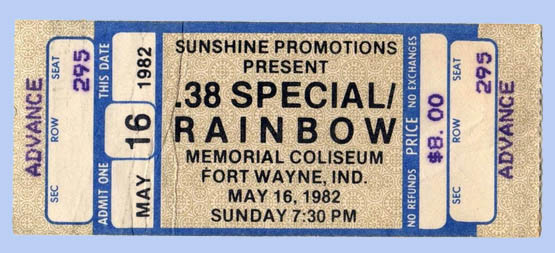 ADVANCE
SEC
ROW
SEAT
295
ADMIT ONE
THIS DATE
MAY 16 1982
SUNSHINE PROMOTIONS
PRESENT
.38 SPECIAL/
RAINBOW
MEMORIAL COLISEUM
FORT WAYNE, IND.
MAY 16, 1982
SUNDAY 7:30 PM
NO REFUNDS
PRICE
NO EXCHANGES
$8.00
SEC
ROW
SEAT
295
ADVANCE